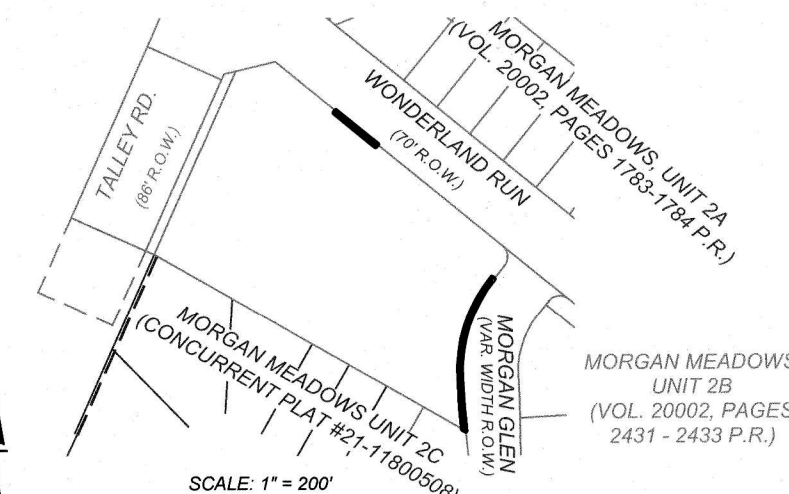 MORGAN MEADOWS, UNIT 2A
(VOL. 20002, PAGES 1783-1784 P.R.)
WONDERLAND RUN
(70' R.O.W.)
TALLEY RD.
(86' R.O.W.)
MORGAN MEADOWS UNIT 2C
(CONCURRENT PLAT #21-11800508)
MORGAN GLEN
(VAR. WIDTH R.O.W.)
MORGAN MEADOWS
UNIT 2B
(VOL. 20002, PAGES
2431 - 2433 P.R.)
SCALE: 1" = 200'